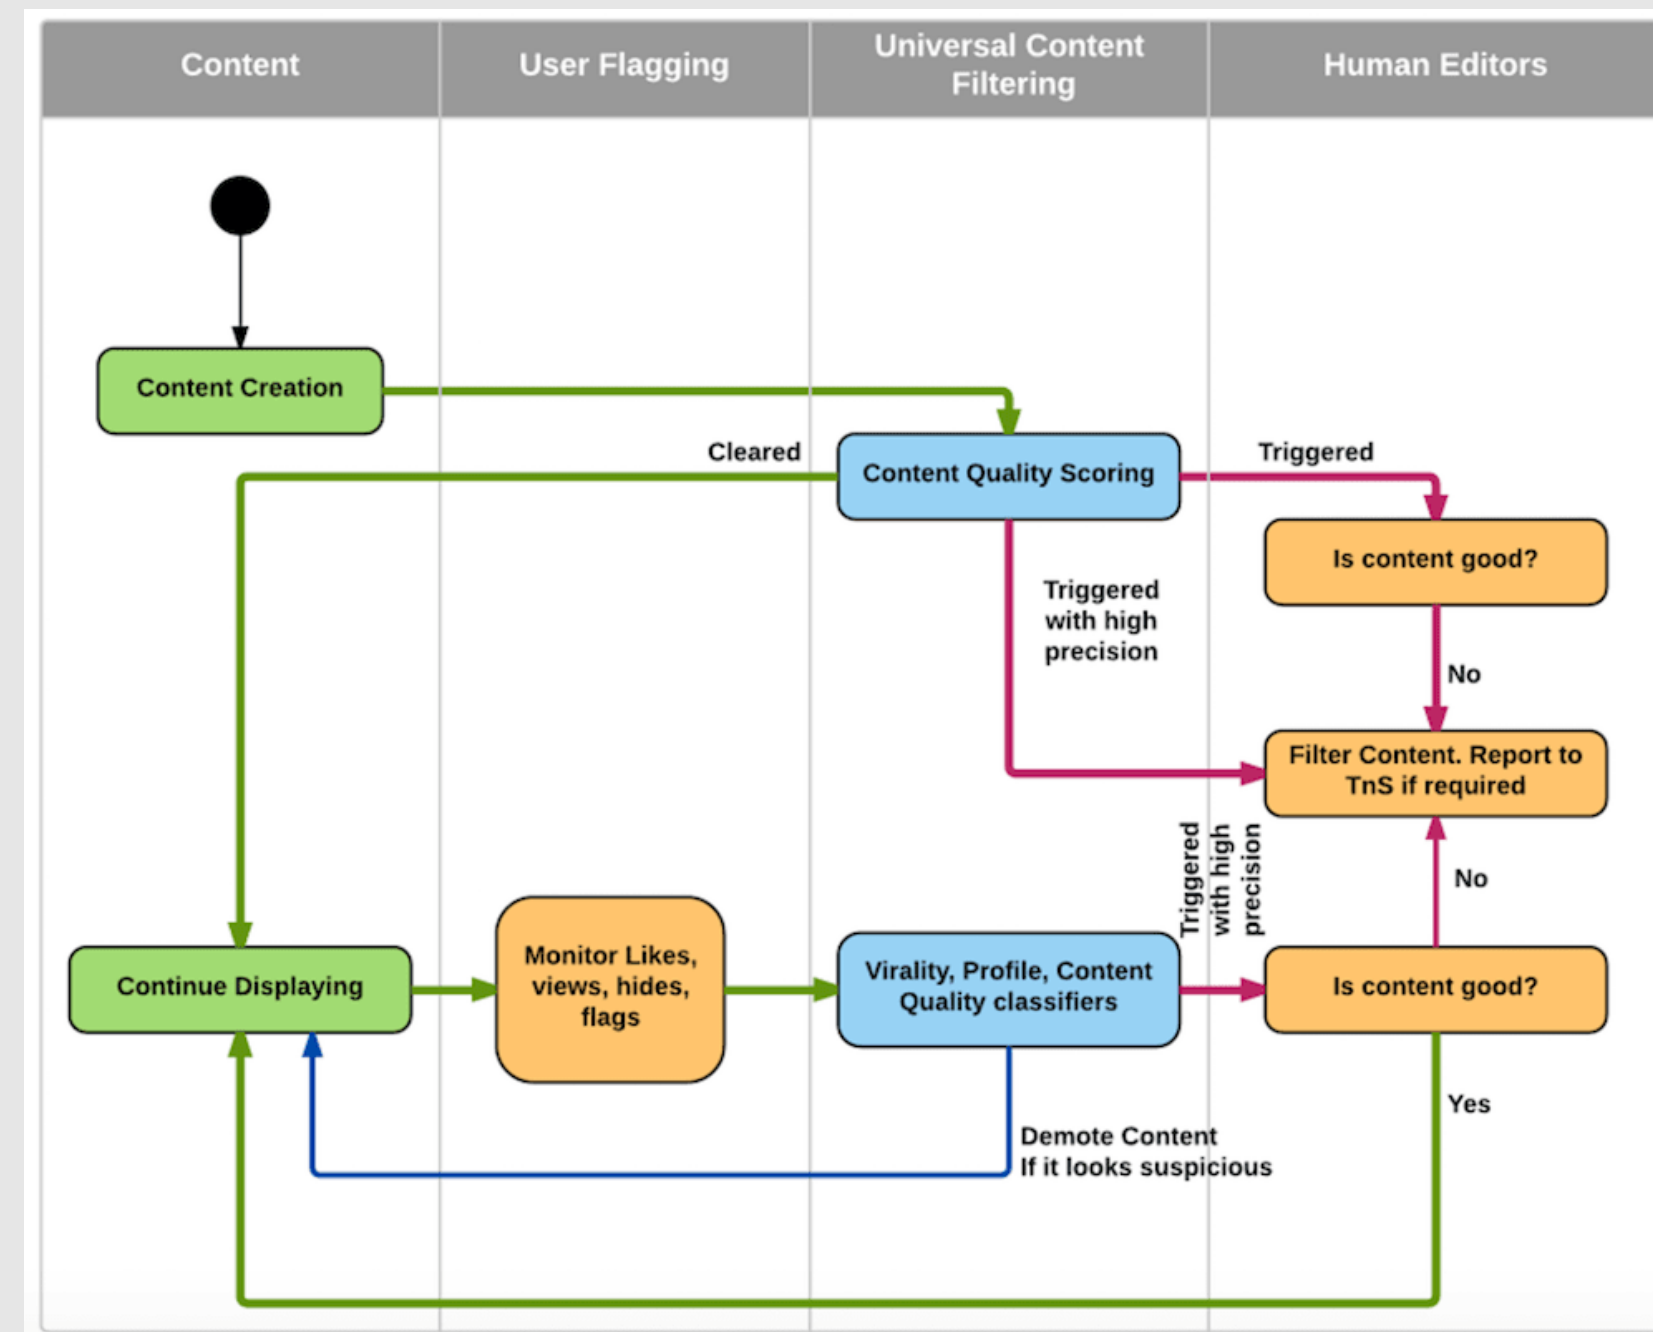 Content
User Flagging
Universal Content
Filtering
Human Editors
Content Creation
Cleared
Content Quality Scoring
Triggered
Is content good?
Triggered
with high
precision
No
Filter Content. Report to
TnS if required
Triggered
with high
precision
No
Continue Displaying
Monitor Likes,
views, hides,
flags
Virality, Profile, Content
Quality classifiers
Is content good?
Yes
Demote Content
If it looks suspicious